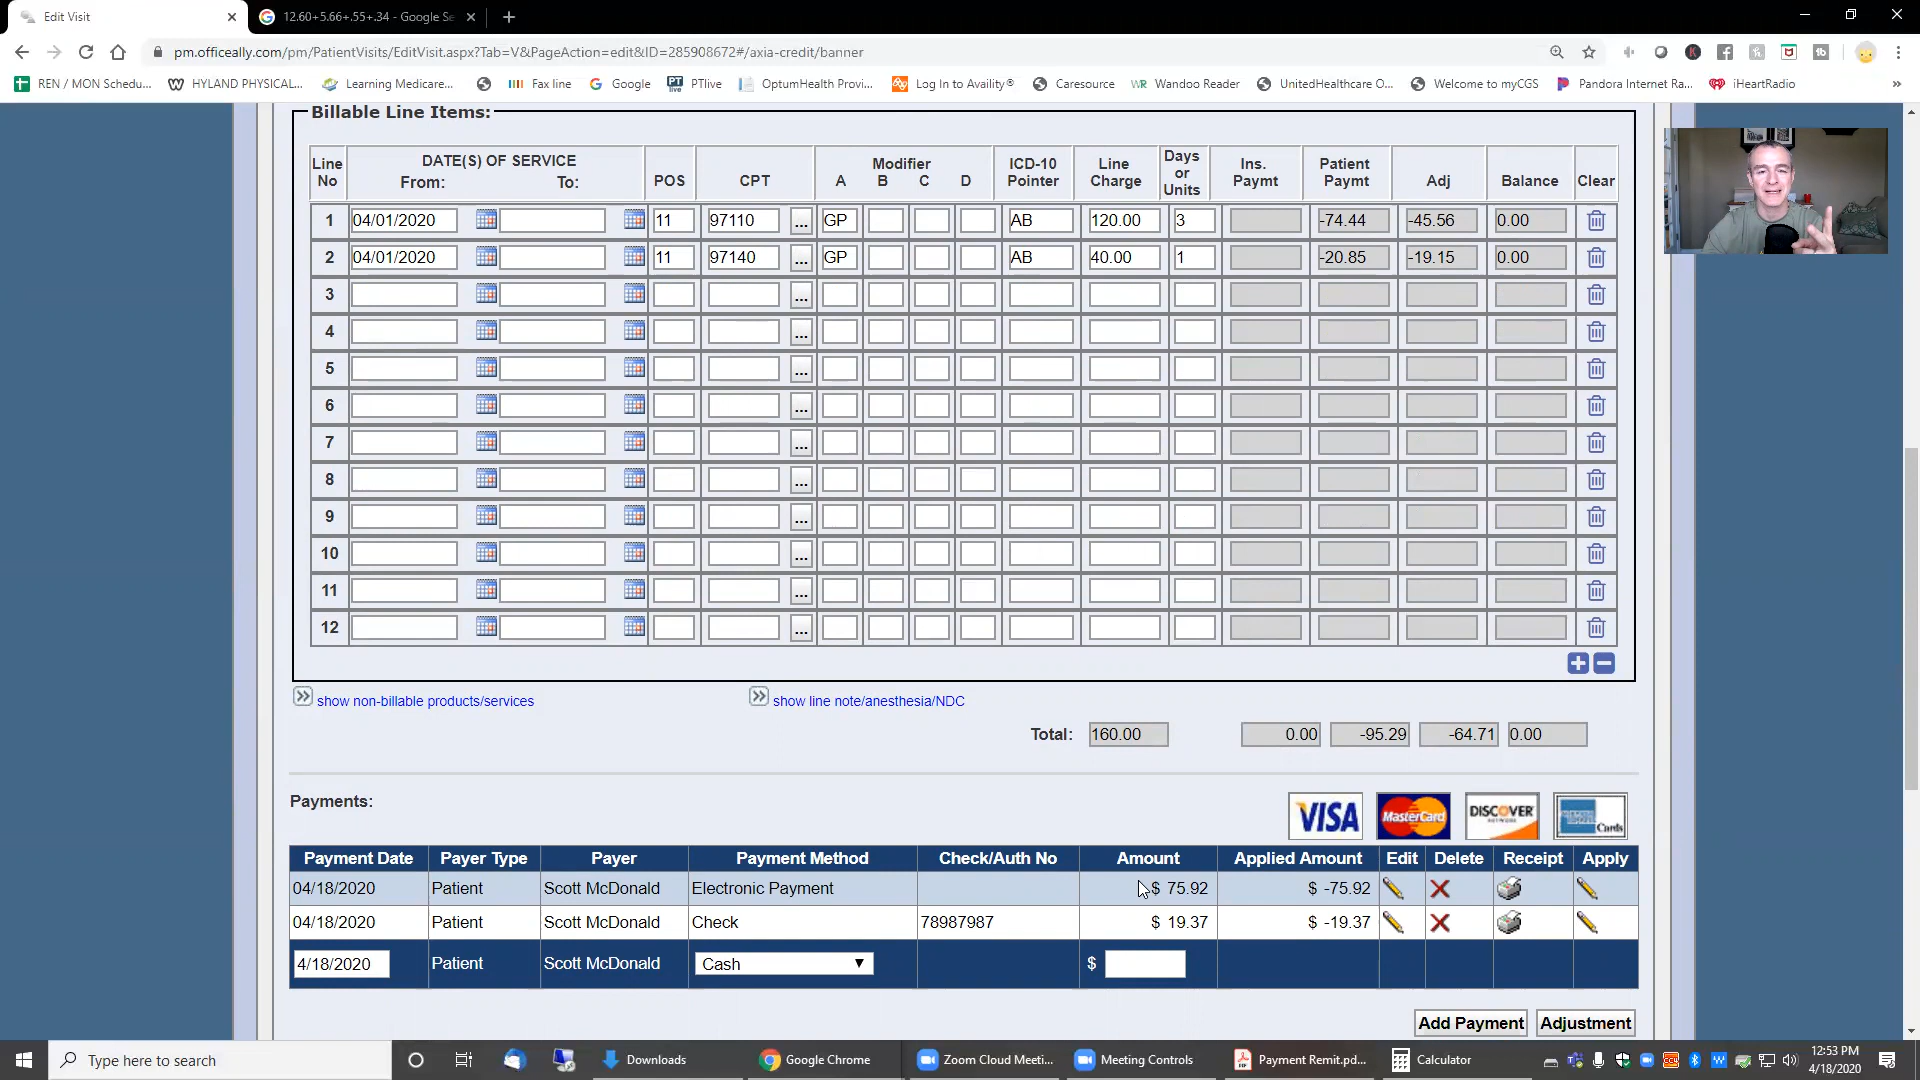 Edit Visit
12.60+5.66+.55+.34 - Google Se
pm.officeally.com/pm/PatientVisits/EditVisit.aspx?Tab=V&PageAction=edit&ID=285908672#/axia-credit/banner
REN / MON Schedu... HYLAND PHYSICAL... Learning Medicare... Fax line Google PTlive OptumHealth Provi... Log In to Availity® Caresource Wandoo Reader UnitedHealthcare O... Welcome to myCGS Pandora Internet Ra... iHeartRadio
Billable Line Items:
Line No DATE(S) OF SERVICE From: To: POS CPT Modifier A B C D ICD-10 Pointer Line Charge Days or Units Ins. Paymt Patient Paymt Adj Balance Clear
1 04/01/2020 11 97110 ... GP AB 120.00 3 -74.44 -45.56 0.00
2 04/01/2020 11 97140 ... GP AB 40.00 1 -20.85 -19.15 0.00
3 ...
4 ...
5 ...
6 ...
7 ...
8 ...
9 ...
10 ...
11 ...
12 ...
show non-billable products/services show line note/anesthesia/NDC
Total: 160.00 0.00 -95.29 -64.71 0.00
Payments:
VISA MasterCard DISCOVER Cards
Payment Date Payer Type Payer Payment Method Check/Auth No Amount Applied Amount Edit Delete Receipt Apply
04/18/2020 Patient Scott McDonald Electronic Payment $ 75.92 $ -75.92
04/18/2020 Patient Scott McDonald Check 78987987 $ 19.37 $ -19.37
4/18/2020 Patient Scott McDonald Cash $
Add Payment Adjustment
Type here to search
Downloads Google Chrome Zoom Cloud Meeti... Meeting Controls Payment Remit.pd... Calculator
12:53 PM
4/18/2020